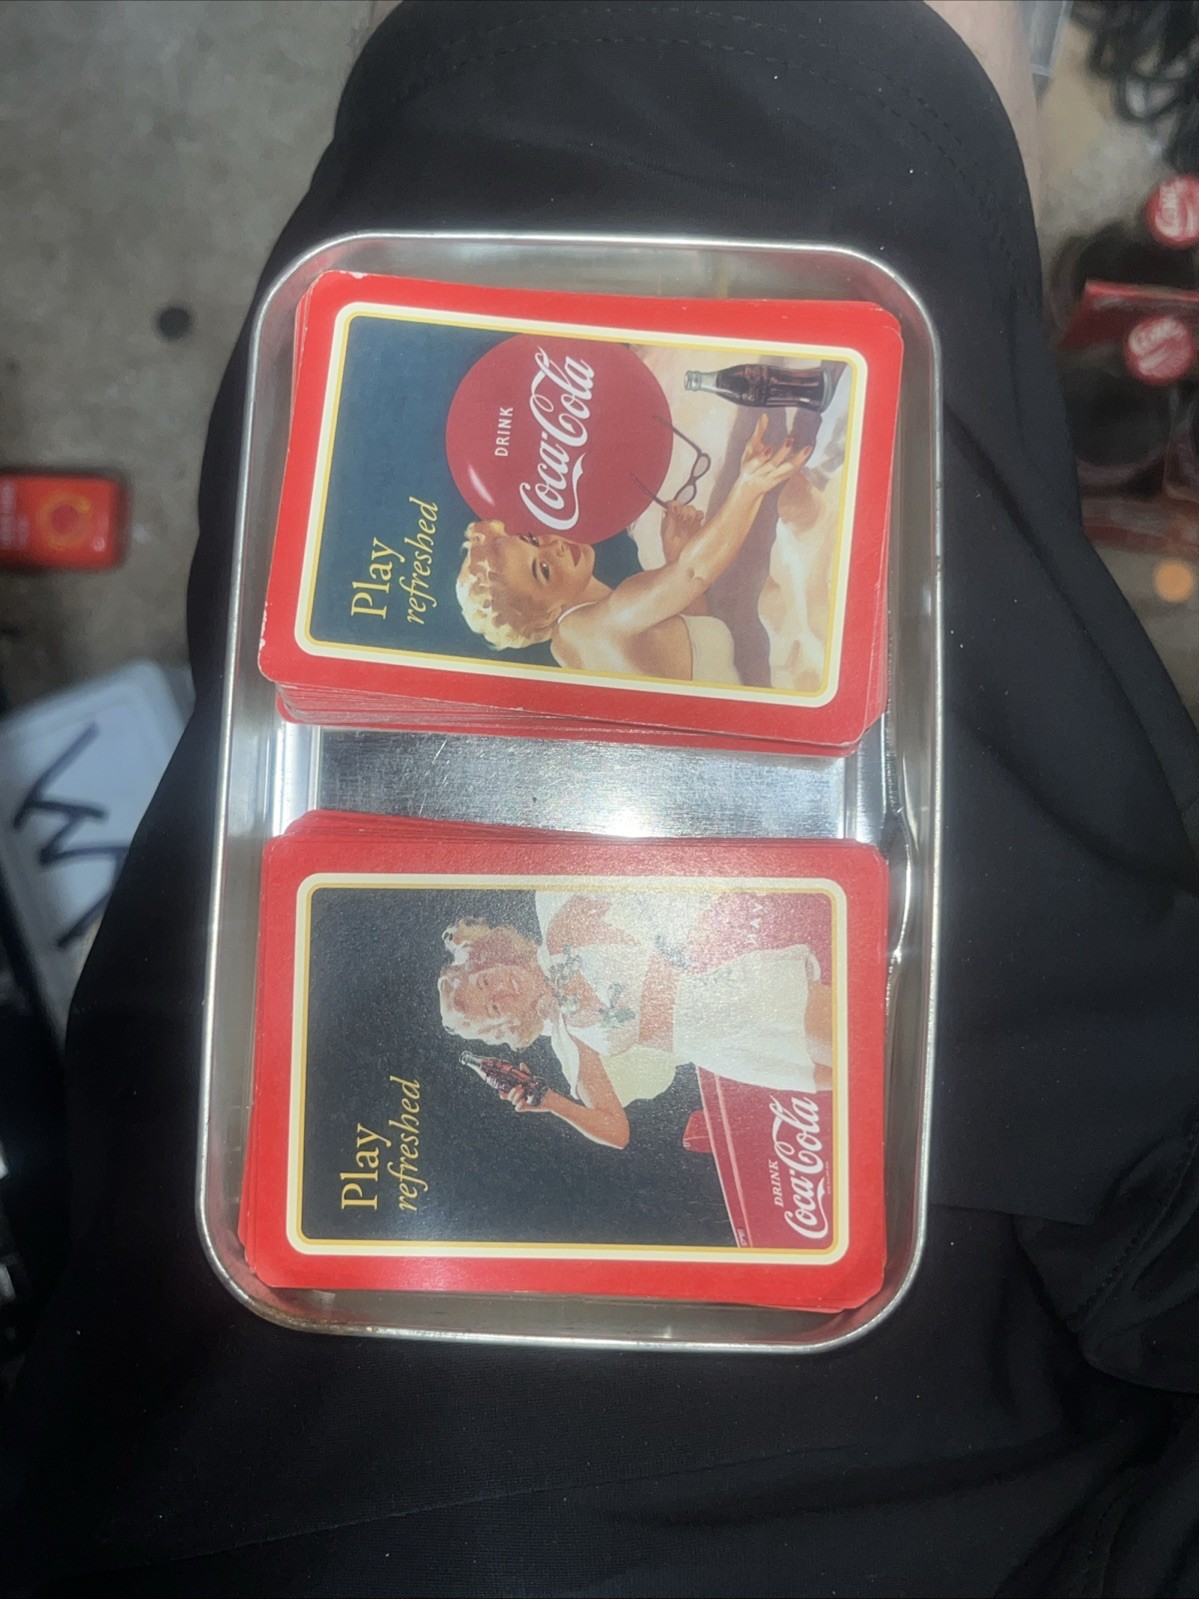 Play
refreshed
DRINK
Coca-Cola
Play
refreshed
DRINK
Coca-Cola